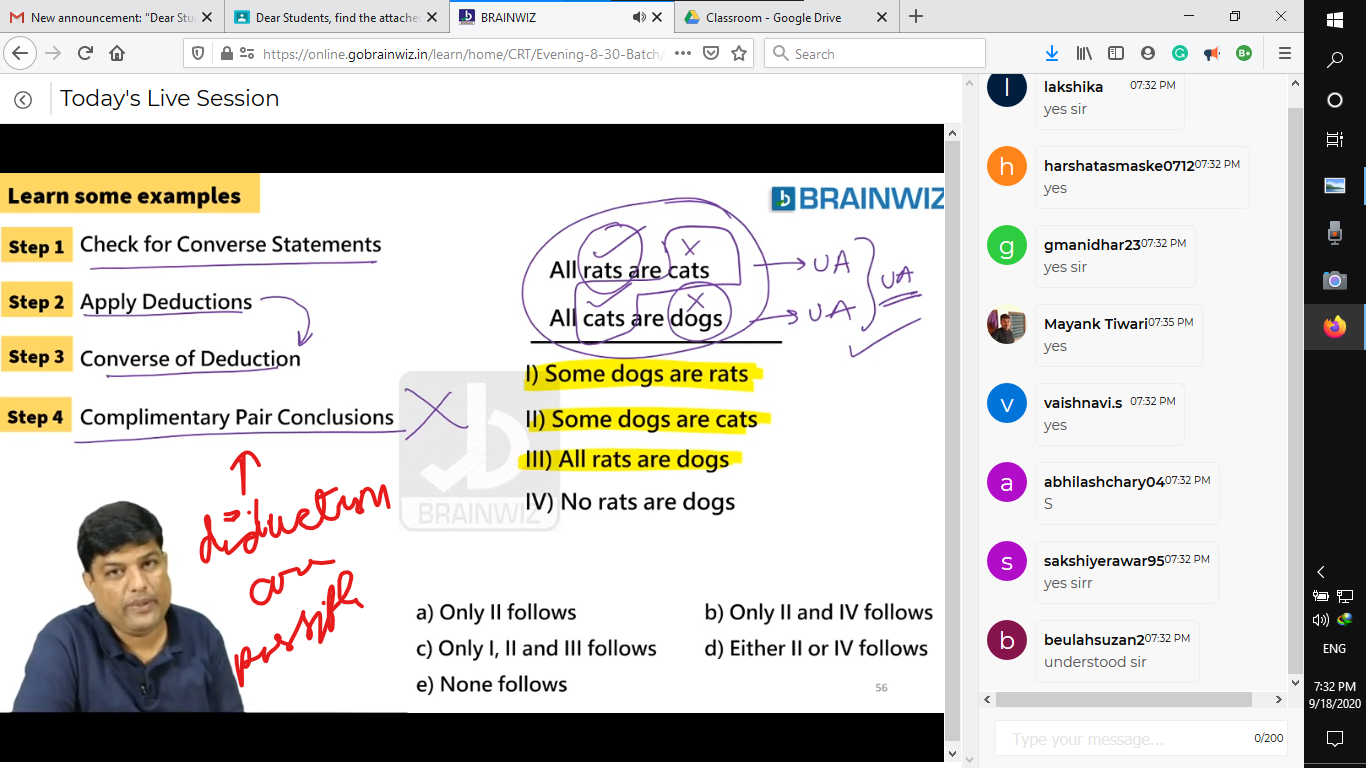 New announcement: "Dear Stu
Dear Students, find the attache
BRAINWIZ
Classroom - Google Drive
https://online.gobrainwiz.in/learn/home/CRT/Evening-8-30-Batch/
Search
Today's Live Session
Learn some examples
BRAINWIZ
Step 1 Check for Converse Statements
Step 2 Apply Deductions
Step 3 Converse of Deduction
Step 4 Complimentary Pair Conclusions
All rats are cats → UA
All cats are dogs → UA
UA
I) Some dogs are rats
II) Some dogs are cats
III) All rats are dogs
IV) No rats are dogs
BRAINWIZ
deduction
are
possible
a) Only II follows
b) Only II and IV follows
c) Only I, II and III follows
d) Either II or IV follows
e) None follows
56
l
lakshika 07:32 PM
yes sir
h
harshatasmaske0712 07:32 PM
yes
g
gmanidhar23 07:32 PM
yes sir
Mayank Tiwari 07:35 PM
yes
v
vaishnavi.s 07:32 PM
yes
a
abhilashchary04 07:32 PM
S
s
sakshiyerawar95 07:32 PM
yes sirr
b
beulahsuzan2 07:32 PM
understood sir
Type your message...
0/200
ENG
7:32 PM
9/18/2020